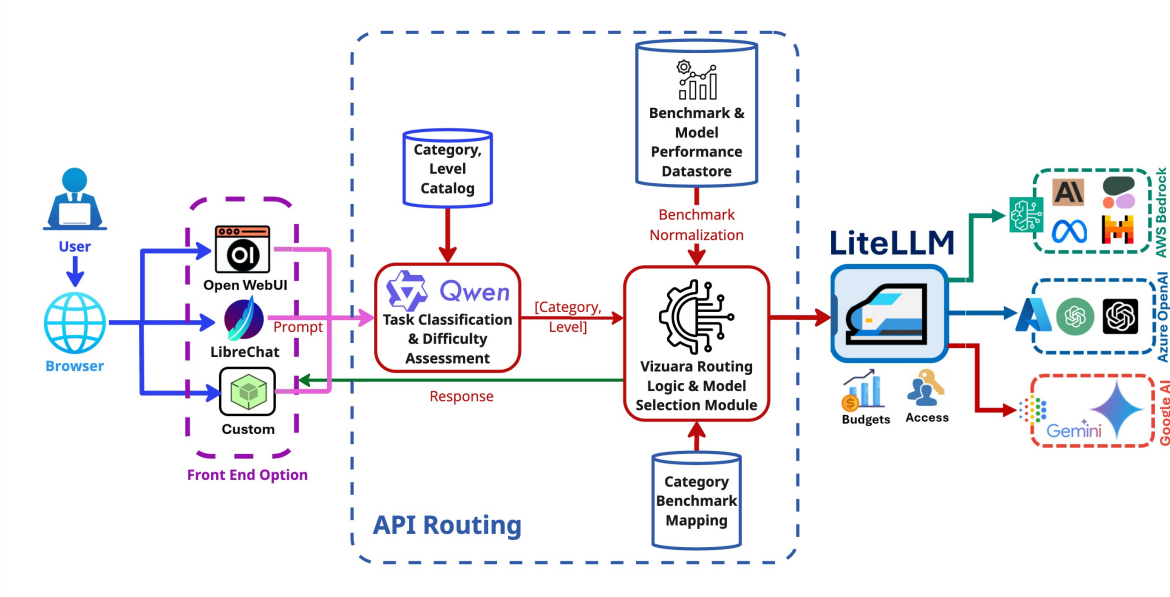 User
Browser
OI
Open WebUI
LibreChat
Custom
Front End Option
Prompt
Category,
Level
Catalog
Qwen
Task Classification
& Difficulty
Assessment
[Category,
Level]
Response
API Routing
Benchmark &
Model
Performance
Datastore
Benchmark
Normalization
Vizuara Routing
Logic & Model
Selection Module
Category
Benchmark
Mapping
LiteLLM
Budgets
Access
AWS Bedrock
Azure OpenAI
Google AI
Gemini